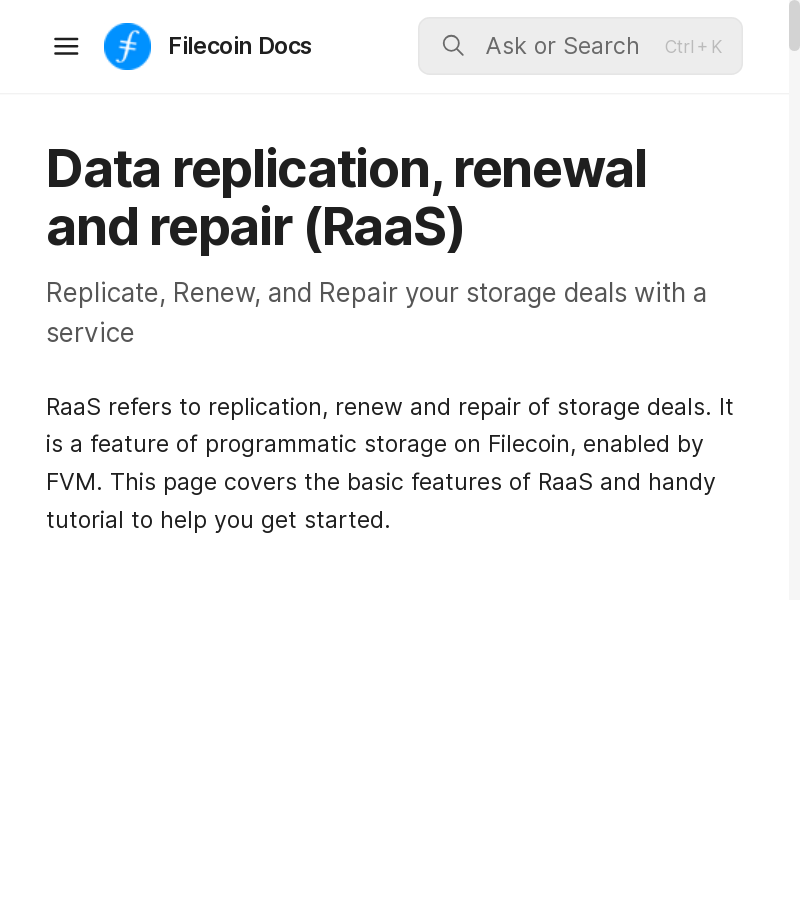 Filecoin Docs
Ask or Search
Ctrl + K
Data replication, renewal
and repair (RaaS)
Replicate, Renew, and Repair your storage deals with a
service
RaaS refers to replication, renew and repair of storage deals. It
is a feature of programmatic storage on Filecoin, enabled by
FVM. This page covers the basic features of RaaS and handy
tutorial to help you get started.